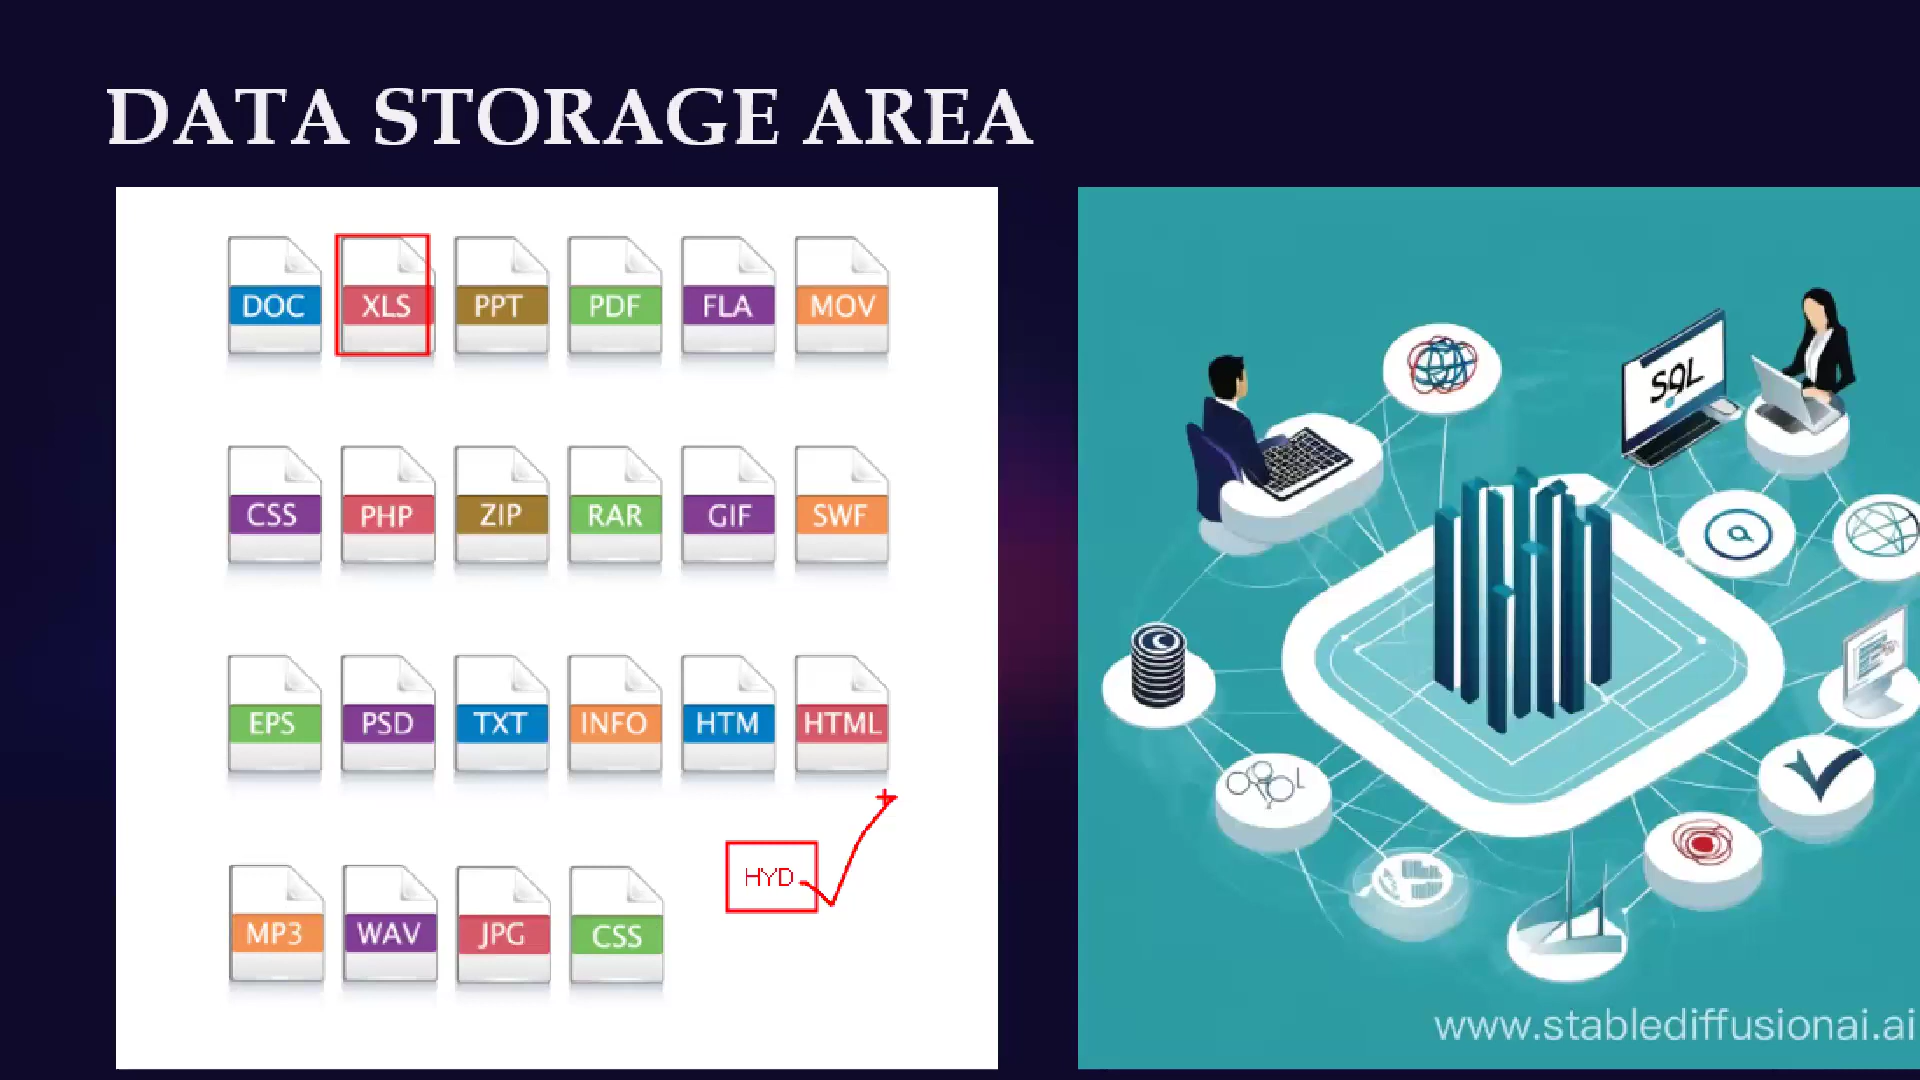 DATA STORAGE AREA
DOC XLS PPT PDF FLA MOV
CSS PHP ZIP RAR GIF SWF
EPS PSD TXT INFO HTM HTML
MP3 WAV JPG CSS
HYD
SQL
www.stablediffusionai.ai